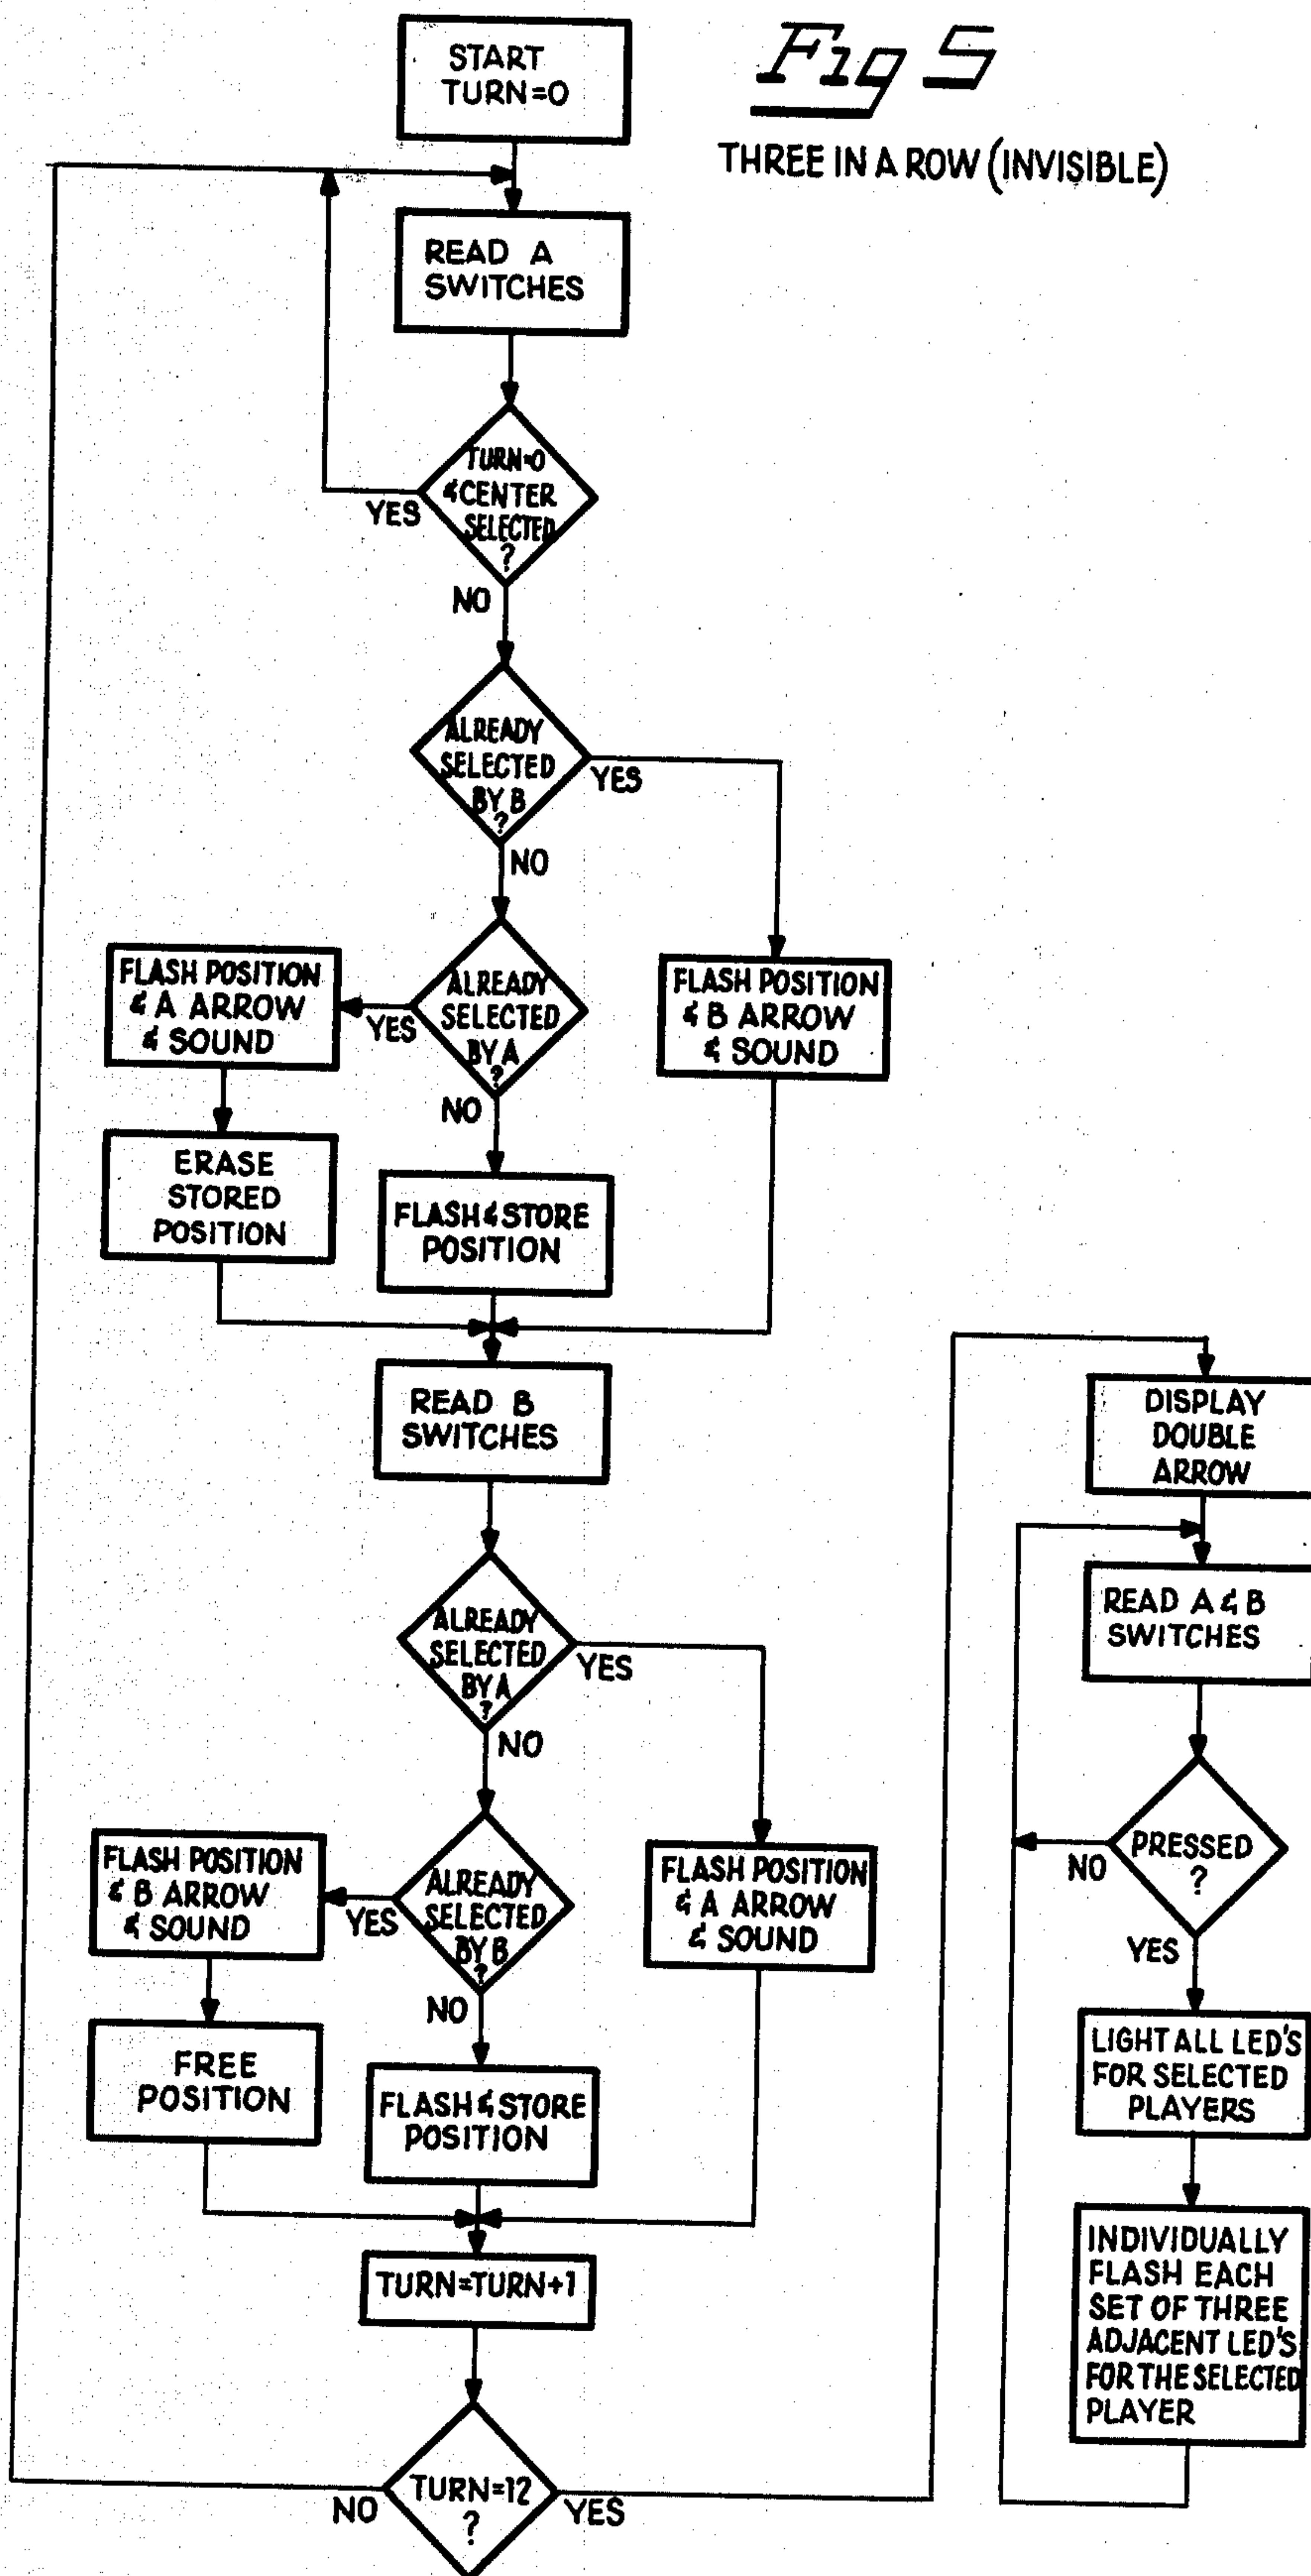 Fig 5
THREE IN A ROW (INVISIBLE)
START
TURN=0
READ A
SWITCHES
TURN=0
& CENTER
SELECTED
?
YES
NO
ALREADY
SELECTED
BY B
?
YES
NO
ALREADY
SELECTED
BY A
?
YES
NO
FLASH POSITION
& A ARROW
& SOUND
FLASH POSITION
& B ARROW
& SOUND
ERASE
STORED
POSITION
FLASH & STORE
POSITION
READ B
SWITCHES
ALREADY
SELECTED
BY A
?
YES
NO
ALREADY
SELECTED
BY B
?
YES
NO
FLASH POSITION
& B ARROW
& SOUND
FLASH POSITION
& A ARROW
& SOUND
FREE
POSITION
FLASH & STORE
POSITION
TURN=TURN+1
TURN=12
?
NO
YES
DISPLAY
DOUBLE
ARROW
READ A & B
SWITCHES
PRESSED
?
NO
YES
LIGHT ALL LED'S
FOR SELECTED
PLAYERS
INDIVIDUALLY
FLASH EACH
SET OF THREE
ADJACENT LED'S
FOR THE SELECTED
PLAYER